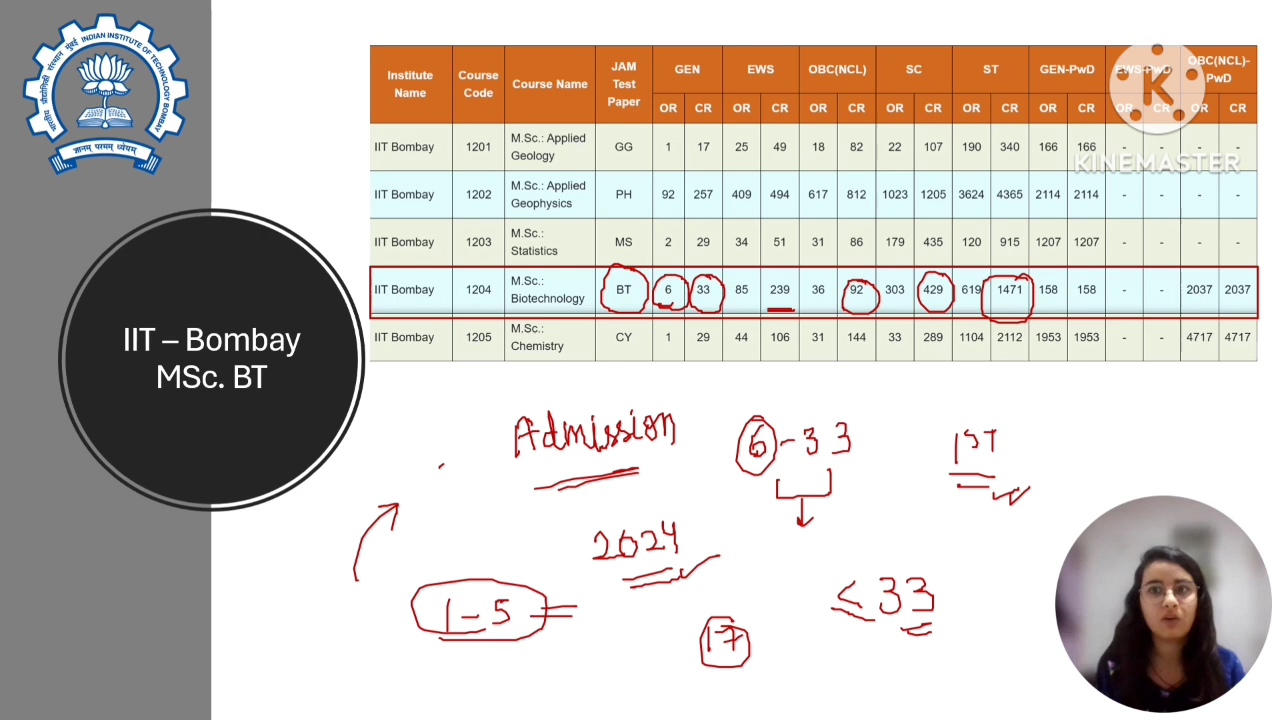 भारतीय प्रौद्योगिकी संस्थान मुंबई INDIAN INSTITUTE OF TECHNOLOGY BOMBAY
ज्ञानम् परमम् ध्येयम्
IIT – Bombay
MSc. BT
Institute Name Course Code Course Name JAM Test Paper GEN EWS OBC(NCL) SC ST GEN-PwD EWS-PwD OBC(NCL)-PwD
OR CR OR CR OR CR OR CR OR CR OR CR OR CR OR CR
IIT Bombay 1201 M.Sc.: Applied Geology GG 1 17 25 49 18 82 22 107 190 340 166 166 - - - -
IIT Bombay 1202 M.Sc.: Applied Geophysics PH 92 257 409 494 617 812 1023 1205 3624 4365 2114 2114 - - - -
IIT Bombay 1203 M.Sc.: Statistics MS 2 29 34 51 31 86 179 435 120 915 1207 1207 - - - -
IIT Bombay 1204 M.Sc.: Biotechnology BT 6 33 85 239 36 92 303 429 619 1471 158 158 - - 2037 2037
IIT Bombay 1205 M.Sc.: Chemistry CY 1 29 44 106 31 144 33 289 1104 2112 1953 1953 - - 4717 4717
K
KINEMASTER
Admission 6 - 33 1ST
2024
1 - 5 ≤ 33
17